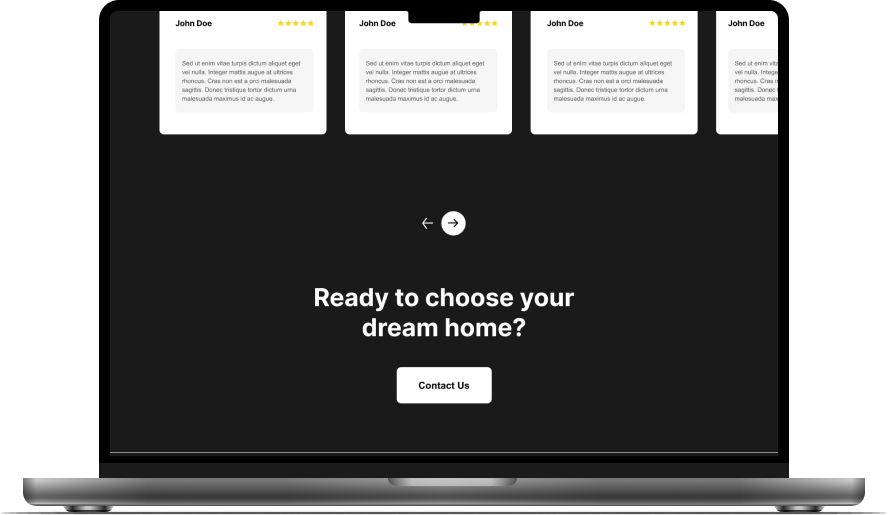 John Doe
Sed ut enim vitae turpis dictum aliquet eget
vel nulla. Integer mattis augue at ultrices
rhoncus. Cras non est a orci malesuada
sagittis. Donec tristique tortor dictum urna
malesuada maximus id ac augue.
John Doe
Sed ut enim vitae turpis dictum aliquet eget
vel nulla. Integer mattis augue at ultrices
rhoncus. Cras non est a orci malesuada
sagittis. Donec tristique tortor dictum urna
malesuada maximus id ac augue.
John Doe
Sed ut enim vitae turpis dictum aliquet eget
vel nulla. Integer mattis augue at ultrices
rhoncus. Cras non est a orci malesuada
sagittis. Donec tristique tortor dictum urna
malesuada maximus id ac augue.
John Doe
Sed ut enim vitae
vel nulla. Integer
rhoncus. Cras non
sagittis. Donec
malesuada
Ready to choose your
dream home?
Contact Us